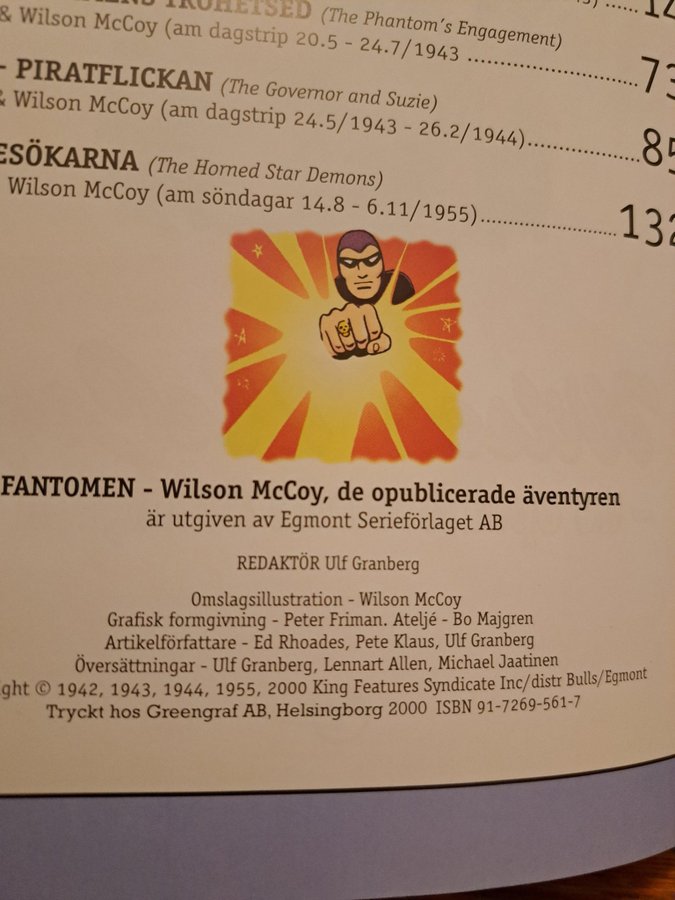 TROHETSED (The Phantom's Engagement)
& Wilson McCoy (am dagstrip 20.5 - 24.7/1943 ........................ 73
- PIRATFLICKAN (The Governor and Suzie)
& Wilson McCoy (am dagstrip 24.5/1943 - 26.2/1944)................ 85
ESÖKARNA (The Horned Star Demons)
Wilson McCoy (am söndagar 14.8 - 6.11/1955)..................... 132
FANTOMEN - Wilson McCoy, de opublicerade äventyren
är utgiven av Egmont Serieförlaget AB
REDAKTÖR Ulf Granberg
Omslagsillustration - Wilson McCoy
Grafisk formgivning - Peter Friman. Ateljé - Bo Majgren
Artikelförfattare - Ed Rhoades, Pete Klaus, Ulf Granberg
Översättningar - Ulf Granberg, Lennart Allen, Michael Jaatinen
ght © 1942, 1943, 1944, 1955, 2000 King Features Syndicate Inc/distr Bulls/Egmont
Tryckt hos Greengraf AB, Helsingborg 2000 ISBN 91-7269-561-7